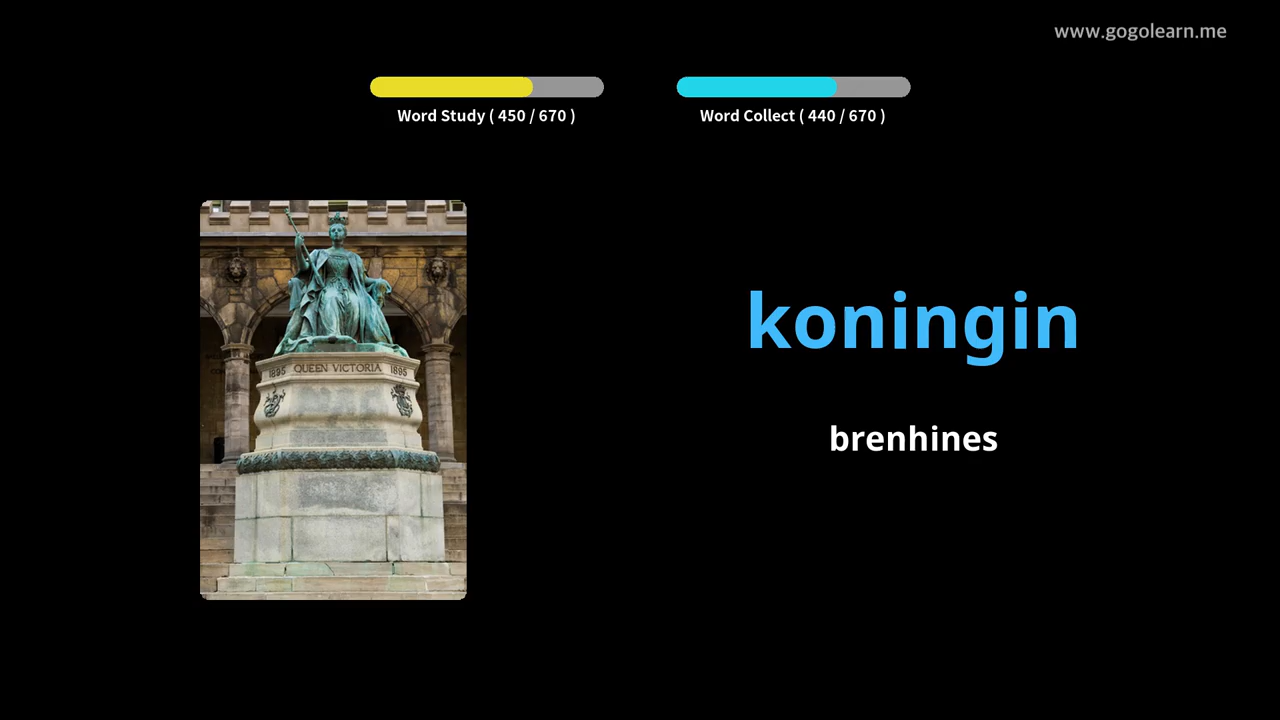 www.gogolearn.me
Word Study ( 450 / 670 )
Word Collect ( 440 / 670 )
1895 QUEEN VICTORIA 1895
koningin
brenhines